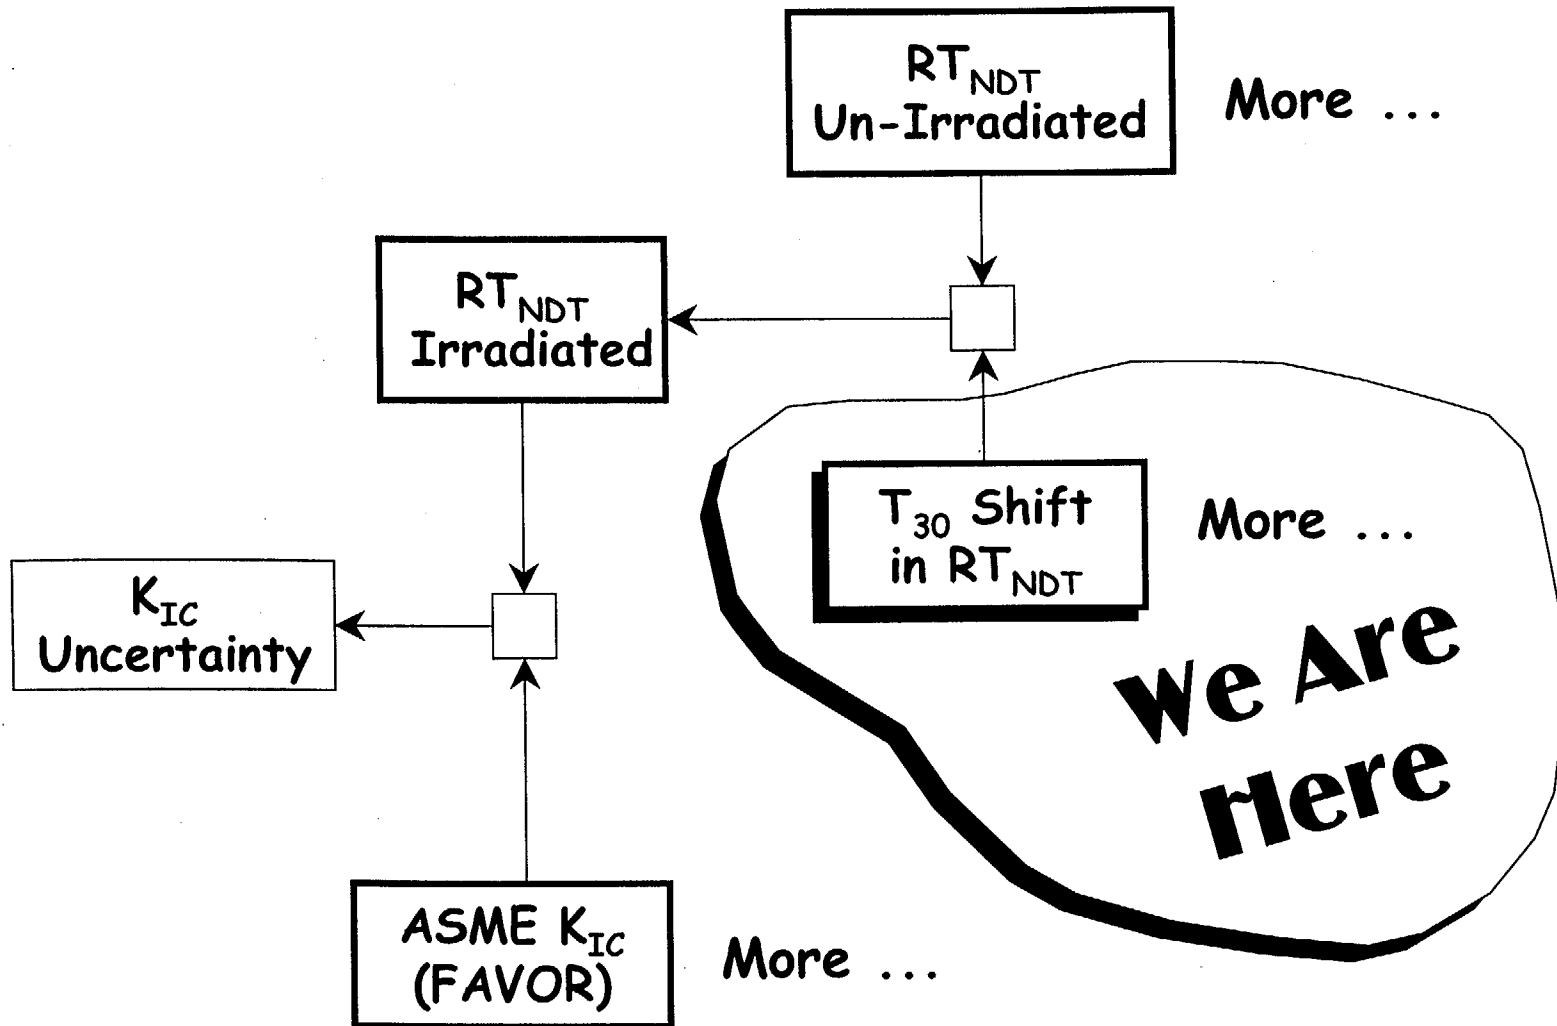 RT_NDT
Un-Irradiated
More ...
RT_NDT
Irradiated
T_30 Shift
in RT_NDT
More ...
K_IC
Uncertainty
We Are
Here
ASME K_IC
(FAVOR)
More ...